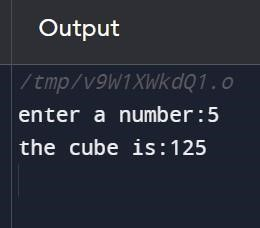 Output
/tmp/v9W1XWkdQ1.o
enter a number:5
the cube is:125